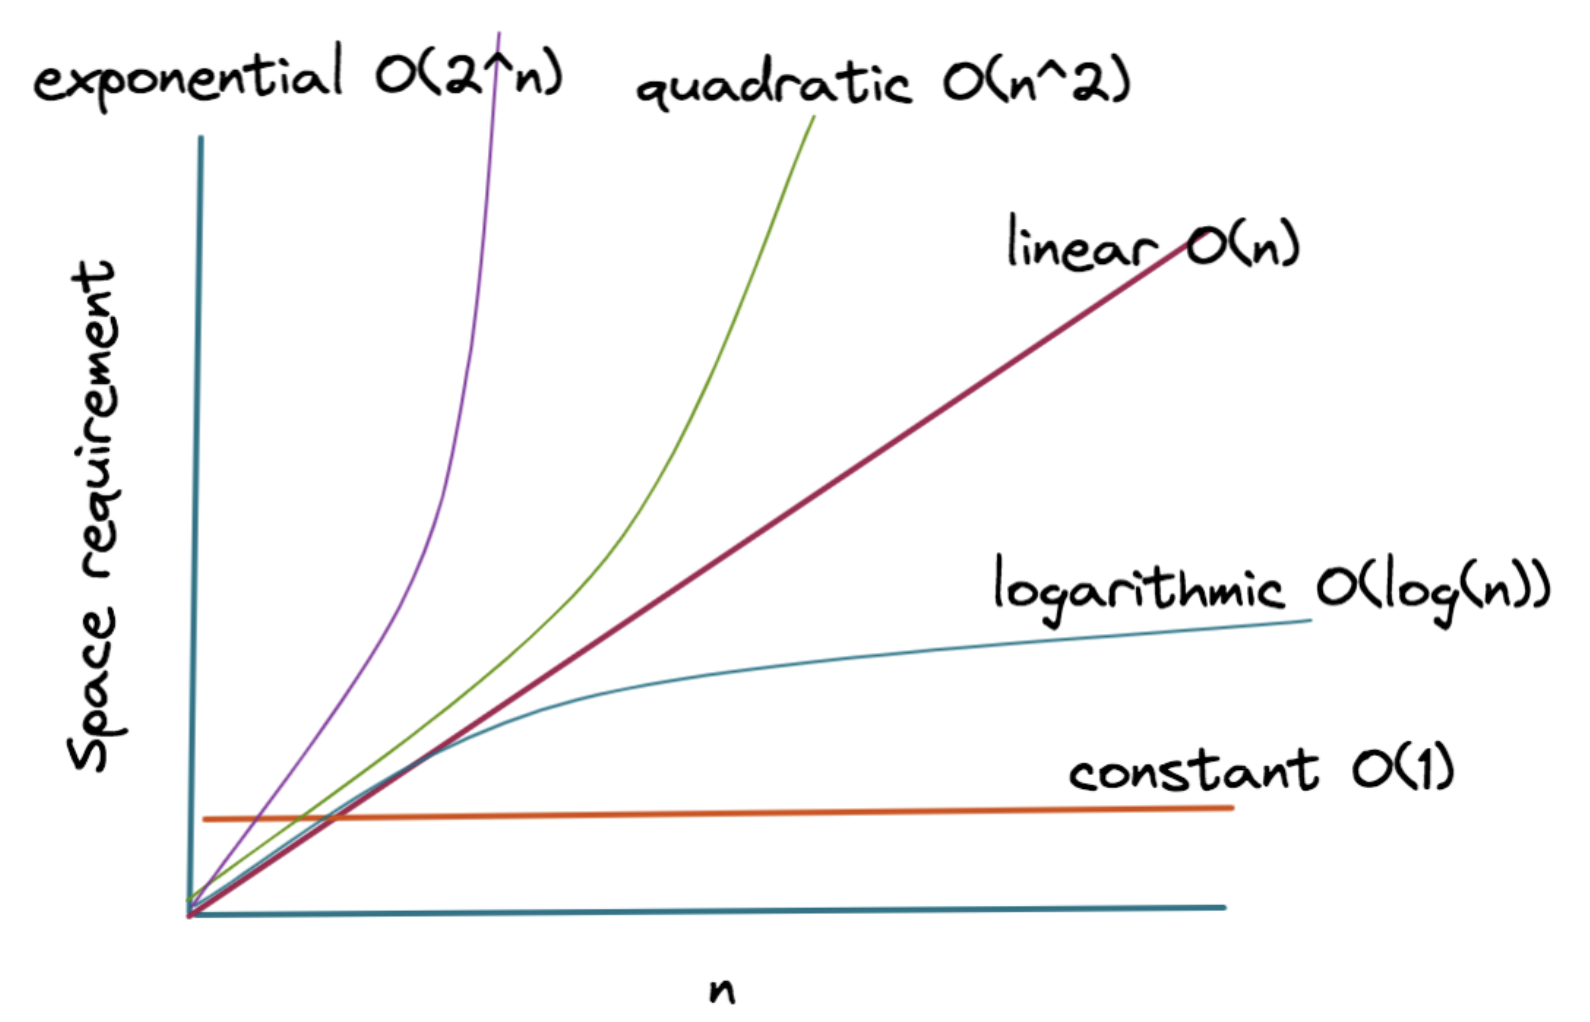 exponential O(2^n)
quadratic O(n^2)
linear O(n)
Space requirement
logarithmic O(log(n))
constant O(1)
n